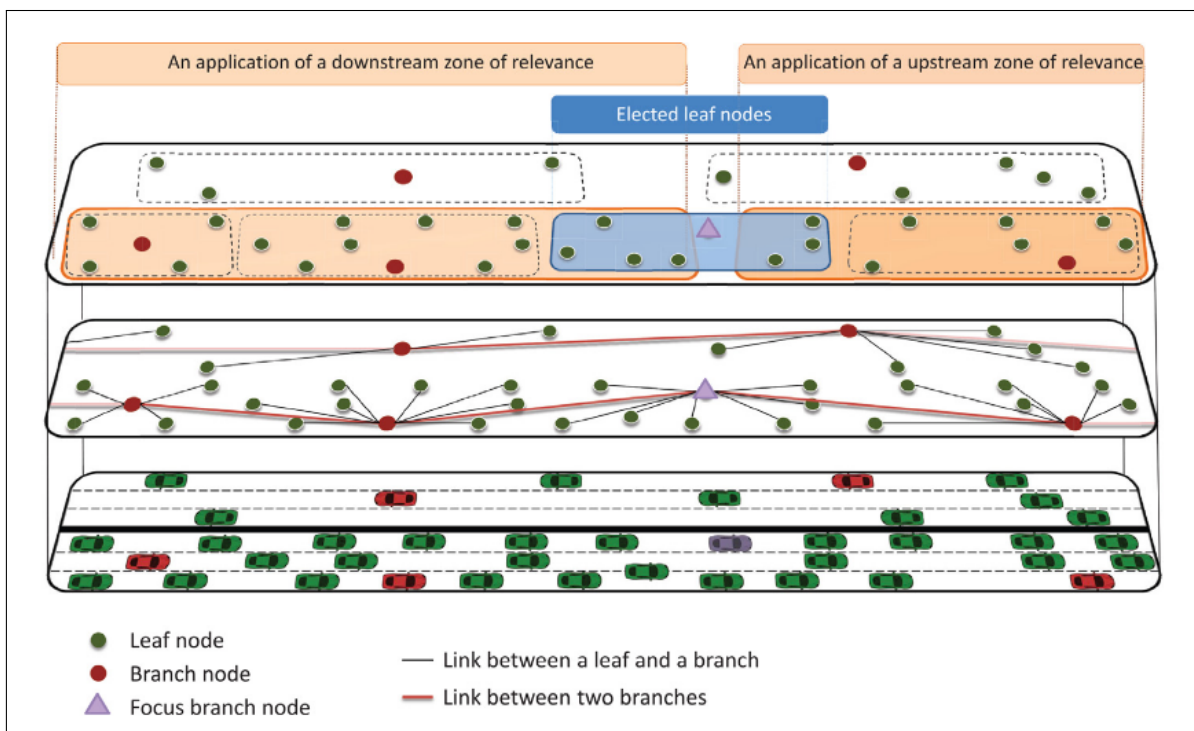 An application of a downstream zone of relevance
An application of a upstream zone of relevance
Elected leaf nodes
Leaf node
Branch node
Focus branch node
Link between a leaf and a branch
Link between two branches